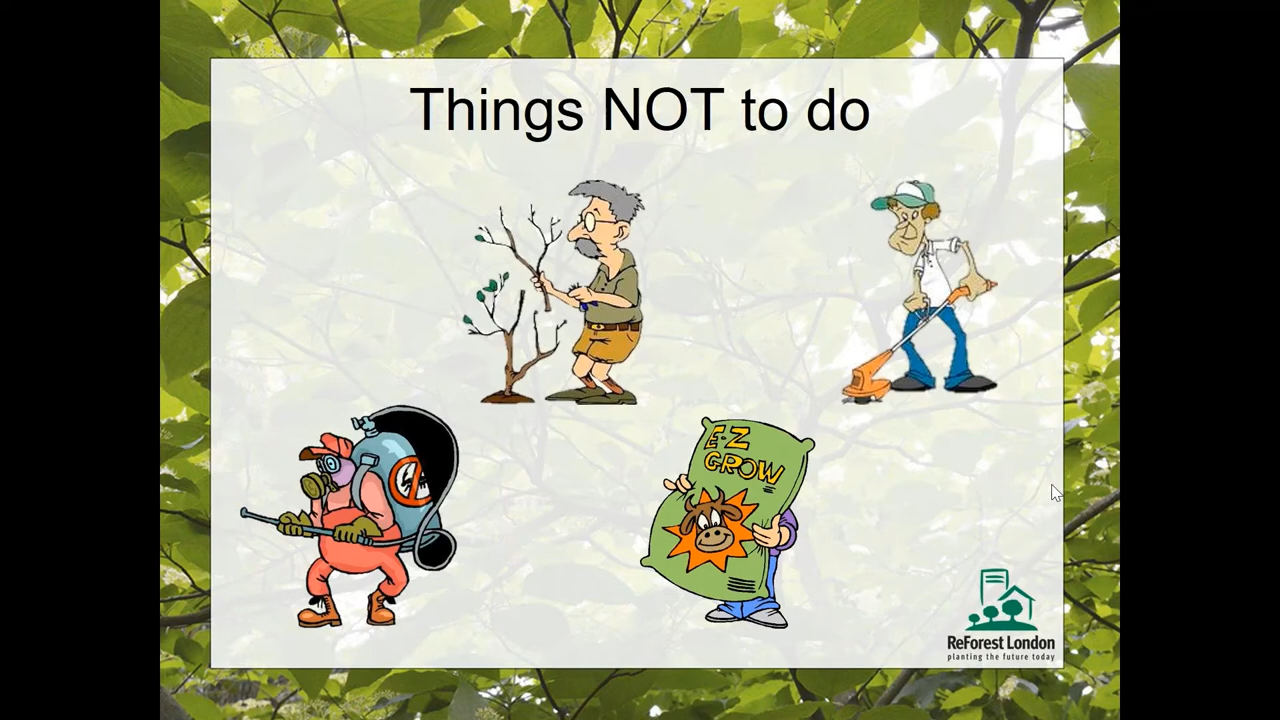 Things NOT to do
E-Z
GROW
ReForest London
planting the future today